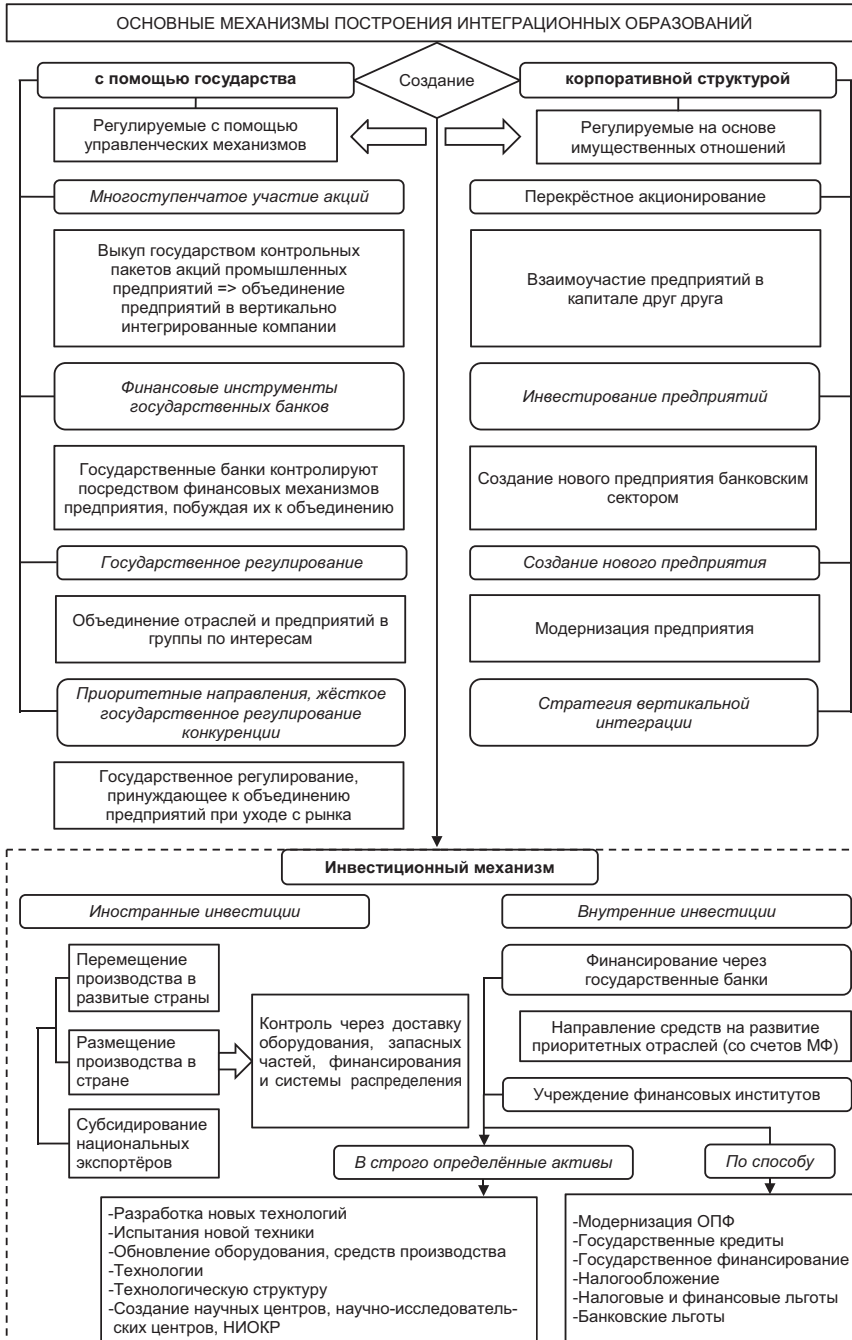 ОСНОВНЫЕ МЕХАНИЗМЫ ПОСТРОЕНИЯ ИНТЕГРАЦИОННЫХ ОБРАЗОВАНИЙ
с помощью государства
Создание
корпоративной структурой
Регулируемые с помощью
управленческих механизмов
Регулируемые на основе
имущественных отношений
Многоступенчатое участие акций
Перекрёстное акционирование
Выкуп государством контрольных
пакетов акций промышленных
предприятий => объединение
предприятий в вертикально
интегрированные компании
Взаимоучастие предприятий в
капитале друг друга
Финансовые инструменты
государственных банков
Инвестирование предприятий
Государственные банки контролируют
посредством финансовых механизмов
предприятия, побуждая их к объединению
Создание нового предприятия банковским
сектором
Государственное регулирование
Создание нового предприятия
Объединение отраслей и предприятий в
группы по интересам
Модернизация предприятия
Приоритетные направления, жёсткое
государственное регулирование
конкуренции
Стратегия вертикальной
интеграции
Государственное регулирование,
принуждающее к объединению
предприятий при уходе с рынка
Инвестиционный механизм
Иностранные инвестиции
Внутренние инвестиции
Перемещение
производства в
развитые страны
Размещение
производства в
стране
Субсидирование
национальных
экспортёров
Контроль через доставку
оборудования, запасных
частей, финансирования
и системы распределения
Финансирование через
государственные банки
Направление средств на развитие
приоритетных отраслей (со счетов МФ)
Учреждение финансовых институтов
В строго определённые активы
По способу
-Разработка новых технологий
-Испытания новой техники
-Обновление оборудования, средств производства
-Технологии
-Технологическую структуру
-Создание научных центров, научно-исследователь-
ских центров, НИОКР
-Модернизация ОПФ
-Государственные кредиты
-Государственное финансирование
-Налогообложение
-Налоговые и финансовые льготы
-Банковские льготы